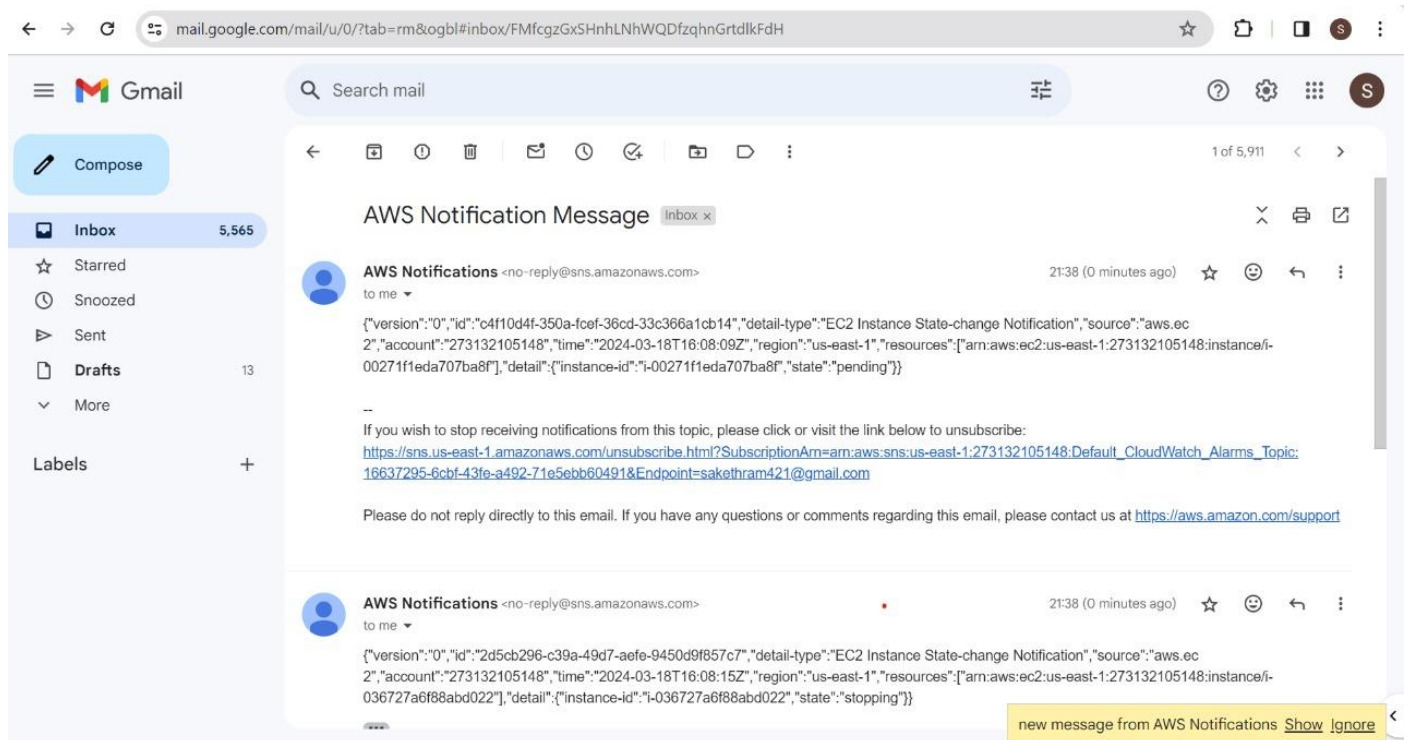 mail.google.com/mail/u/0/?tab=rm&ogbl#inbox/FMfcgzGxSHnhLNhWQDfzqhnGrtdlkFdH
S
Gmail
Search mail
S
Compose
1 of 5,911
AWS Notification Message Inbox x
Inbox 5,565
Starred
Snoozed
Sent
Drafts 13
More
Labels +
AWS Notifications <no-reply@sns.amazonaws.com> 21:38 (0 minutes ago)
to me
{"version":"0","id":"c4f10d4f-350a-fcef-36cd-33c366a1cb14","detail-type":"EC2 Instance State-change Notification","source":"aws.ec
2","account":"273132105148","time":"2024-03-18T16:08:09Z","region":"us-east-1","resources":["arn:aws:ec2:us-east-1:273132105148:instance/i-
00271f1eda707ba8f"],"detail":{"instance-id":"i-00271f1eda707ba8f","state":"pending"}}
--
If you wish to stop receiving notifications from this topic, please click or visit the link below to unsubscribe:
https://sns.us-east-1.amazonaws.com/unsubscribe.html?SubscriptionArn=arn:aws:sns:us-east-1:273132105148:Default_CloudWatch_Alarms_Topic:
16637295-6cbf-43fe-a492-71e5ebb60491&Endpoint=sakethram421@gmail.com
Please do not reply directly to this email. If you have any questions or comments regarding this email, please contact us at https://aws.amazon.com/support
AWS Notifications <no-reply@sns.amazonaws.com> 21:38 (0 minutes ago)
to me
{"version":"0","id":"2d5cb296-c39a-49d7-aefe-9450d9f857c7","detail-type":"EC2 Instance State-change Notification","source":"aws.ec
2","account":"273132105148","time":"2024-03-18T16:08:15Z","region":"us-east-1","resources":["arn:aws:ec2:us-east-1:273132105148:instance/i-
036727a6f88abd022"],"detail":{"instance-id":"i-036727a6f88abd022","state":"stopping"}}
new message from AWS Notifications Show Ignore